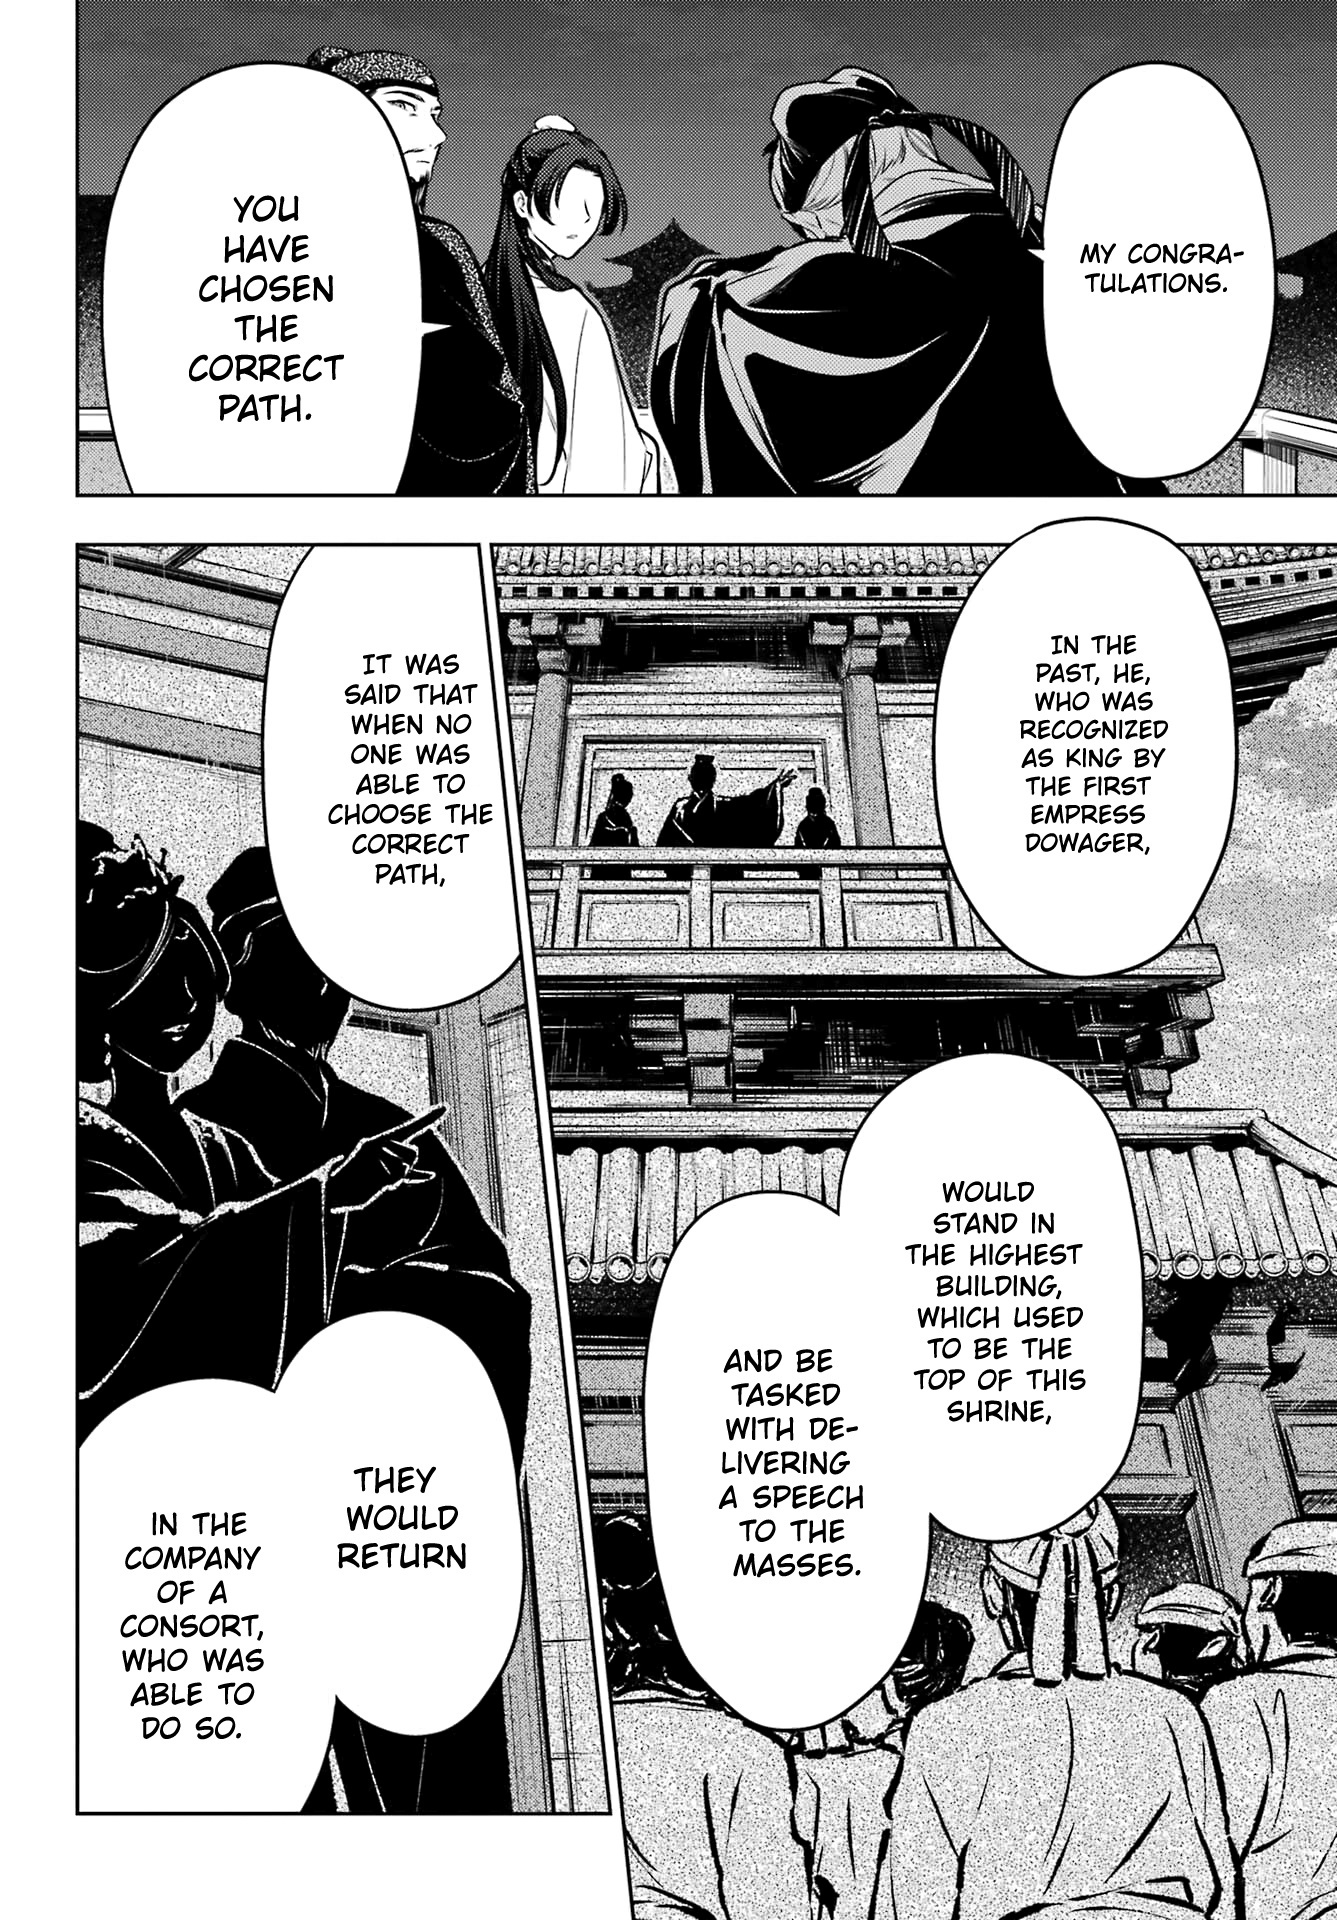 MY CONGRA-
TULATIONS.
YOU
HAVE
CHOSEN
THE
CORRECT
PATH.
IN THE
PAST, HE,
WHO WAS
RECOGNIZED
AS KING BY
THE FIRST
EMPRESS
DOWAGER,
WOULD
STAND IN
THE HIGHEST
BUILDING,
WHICH USED
TO BE THE
TOP OF THIS
SHRINE,
AND BE
TASKED
WITH DE-
LIVERING
A SPEECH
TO THE
MASSES.
IT WAS
SAID THAT
WHEN NO
ONE WAS
ABLE TO
CHOOSE THE
CORRECT
PATH,
THEY
WOULD
RETURN
IN THE
COMPANY
OF A
CONSORT,
WHO WAS
ABLE TO
DO SO.